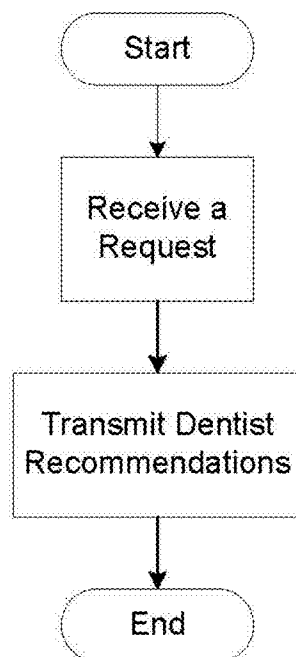 Start
Receive a
Request
Transmit Dentist
Recommendations
End